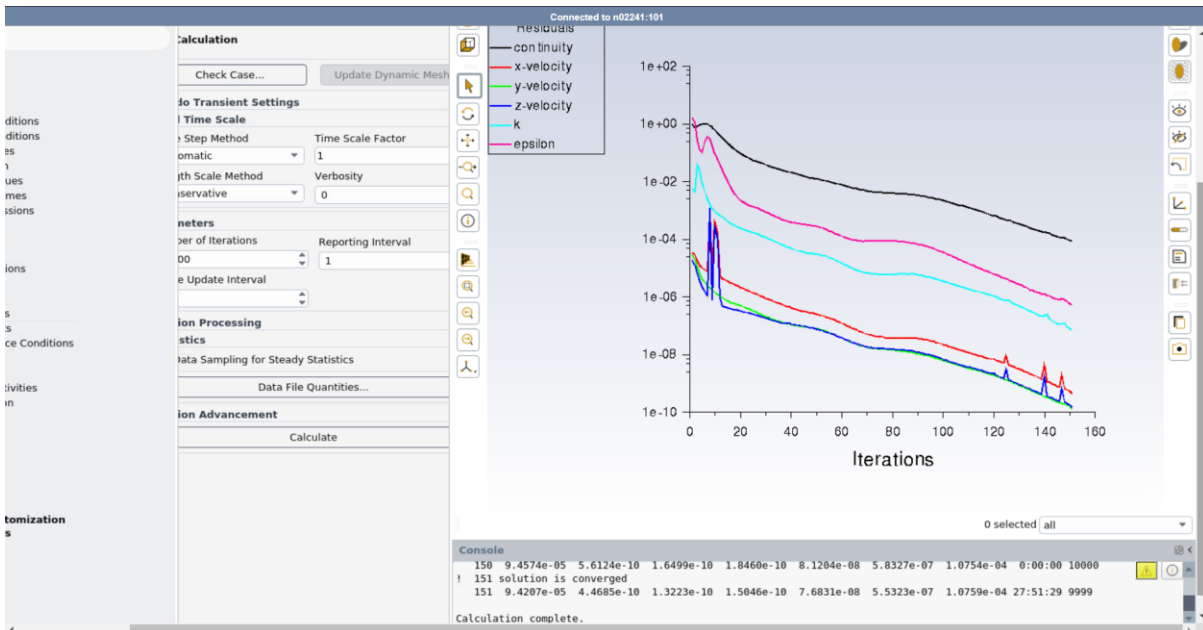 Connected to n02241:101
Calculation
Check Case...
Update Dynamic Mesh
do Transient Settings
l Time Scale
e Step Method
Time Scale Factor
omatic
1
gth Scale Method
Verbosity
servative
0
meters
ber of Iterations
Reporting Interval
00
1
e Update Interval
ion Processing
istics
Data Sampling for Steady Statistics
Data File Quantities...
ion Advancement
Calculate
ditions
ditions
es
n
ues
mes
ssions
ions
s
ts
ce Conditions
tivities
on
tomization
s
Residuals
continuity
x-velocity
y-velocity
z-velocity
k
epsilon
1e+02
1e+00
1e-02
1e-04
1e-06
1e-08
1e-10
0 20 40 60 80 100 120 140 160
Iterations
0 selected all
Console
150 9.4574e-05 5.6124e-10 1.6499e-10 1.8460e-10 8.1204e-08 5.8327e-07 1.0754e-04 0:00:00 10000
! 151 solution is converged
151 9.4207e-05 4.4685e-10 1.3223e-10 1.5046e-10 7.6831e-08 5.5323e-07 1.0759e-04 27:51:29 9999
Calculation complete.